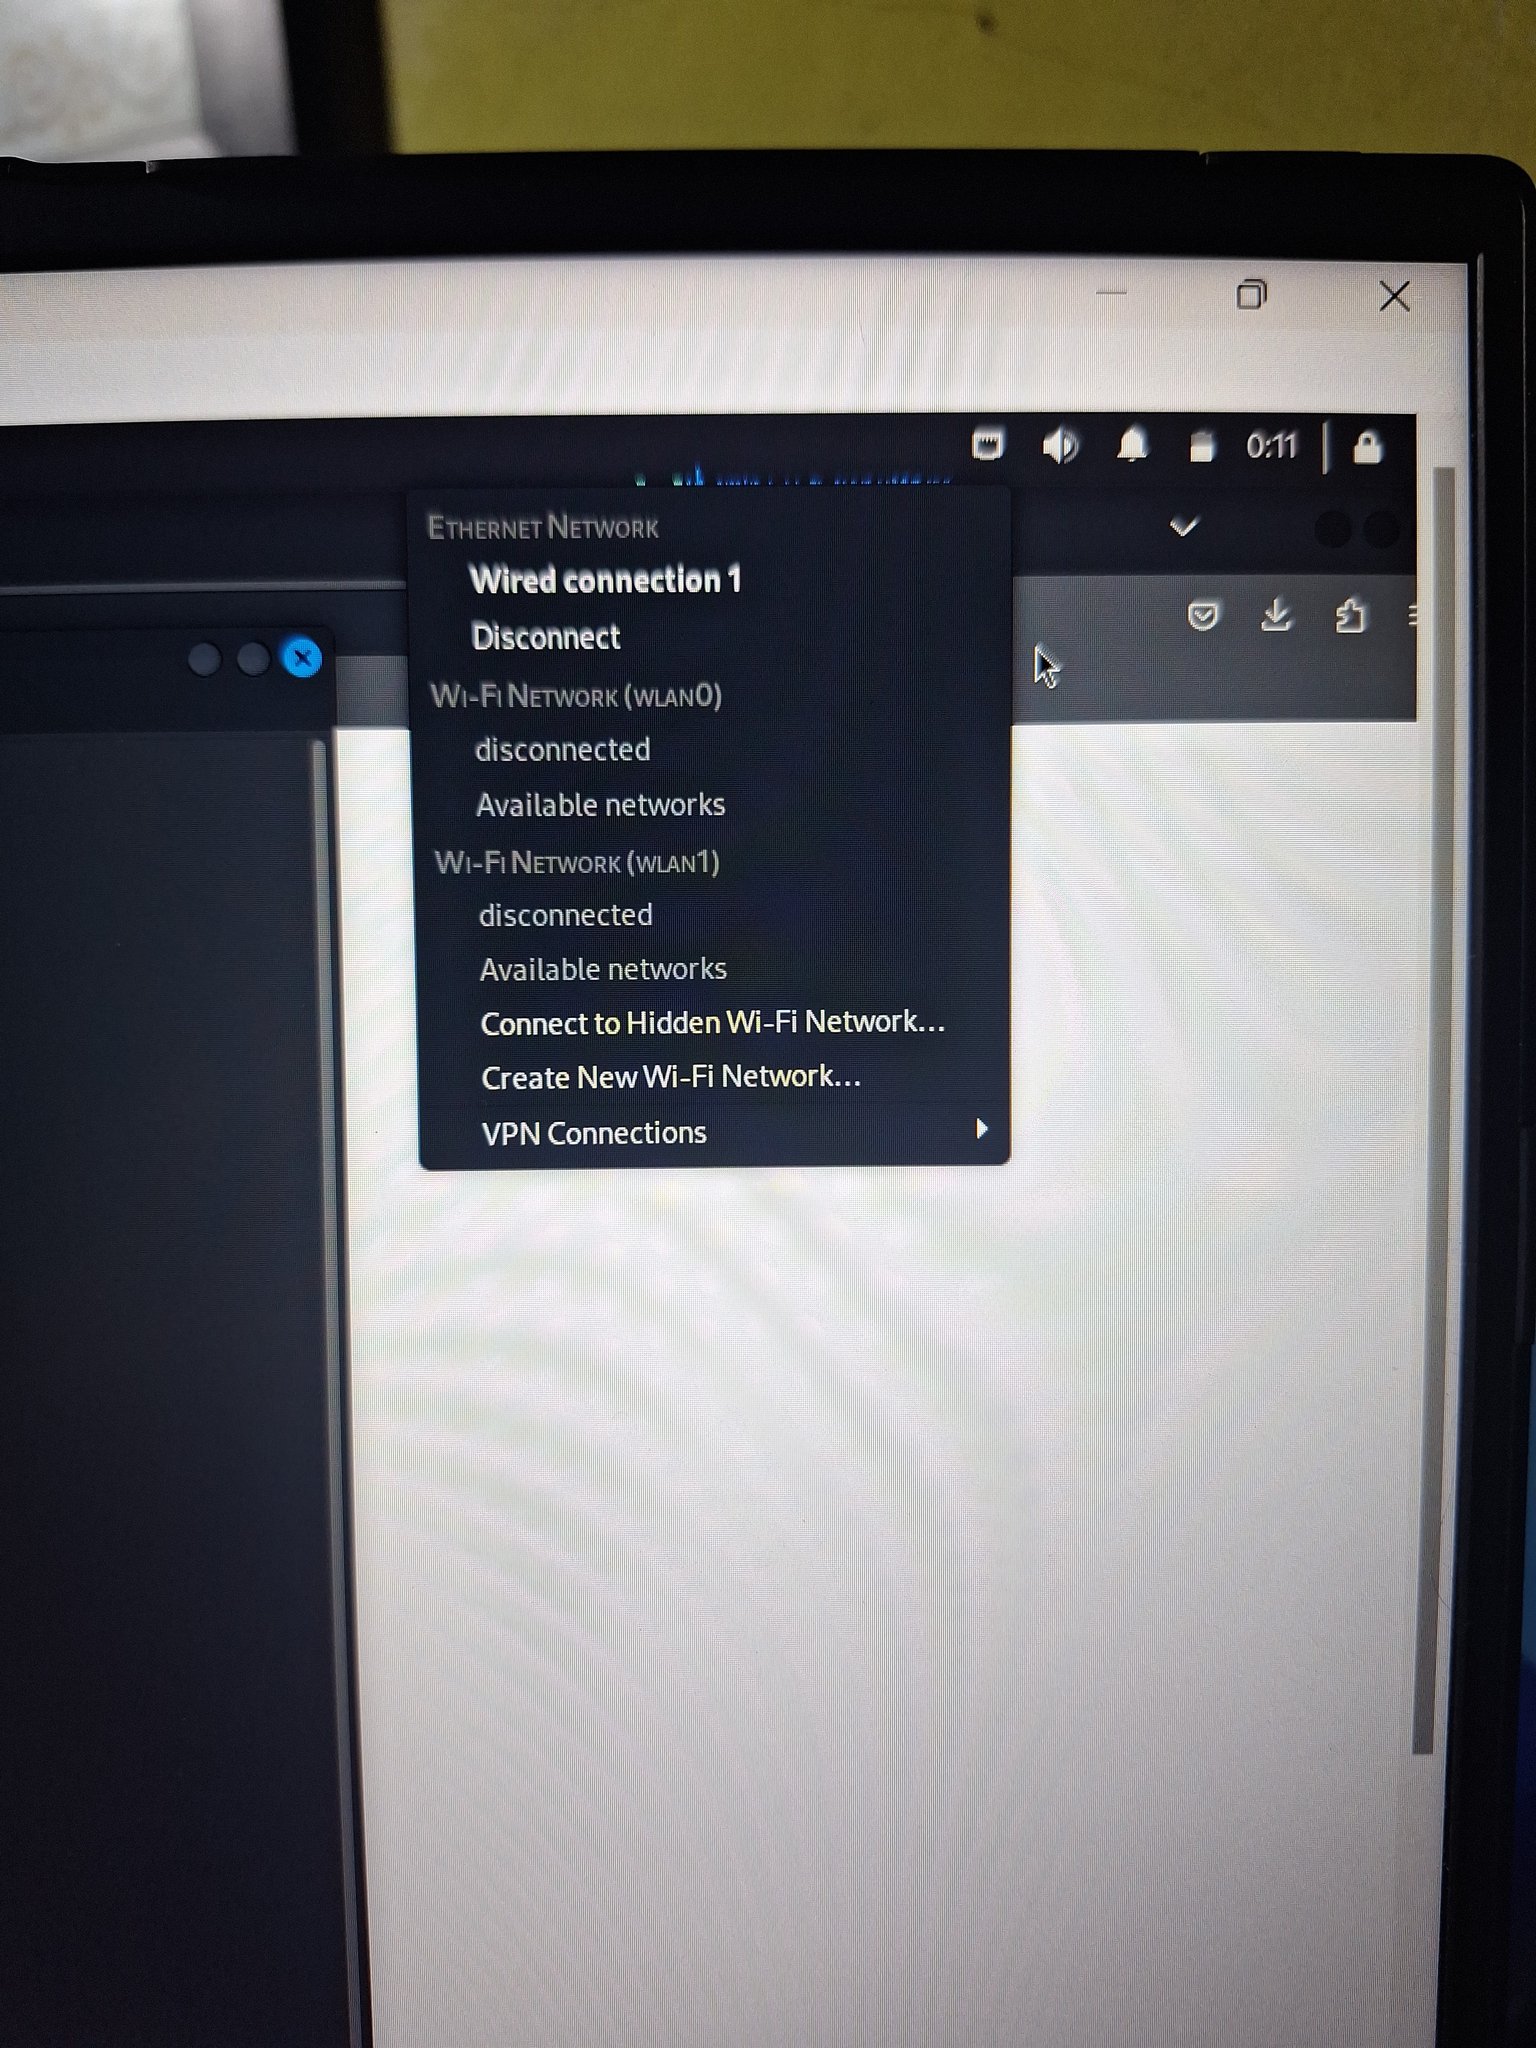 0:11
Ethernet Network
Wired connection 1
Disconnect
Wi-Fi Network (wlan0)
disconnected
Available networks
Wi-Fi Network (wlan1)
disconnected
Available networks
Connect to Hidden Wi-Fi Network...
Create New Wi-Fi Network...
VPN Connections